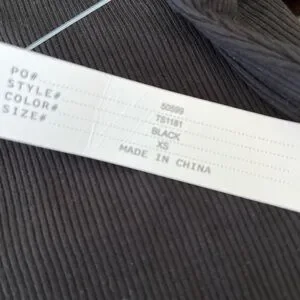 PO# 50599
STYLE# TS1181
COLOR# BLACK
SIZE# XS
MADE IN CHINA